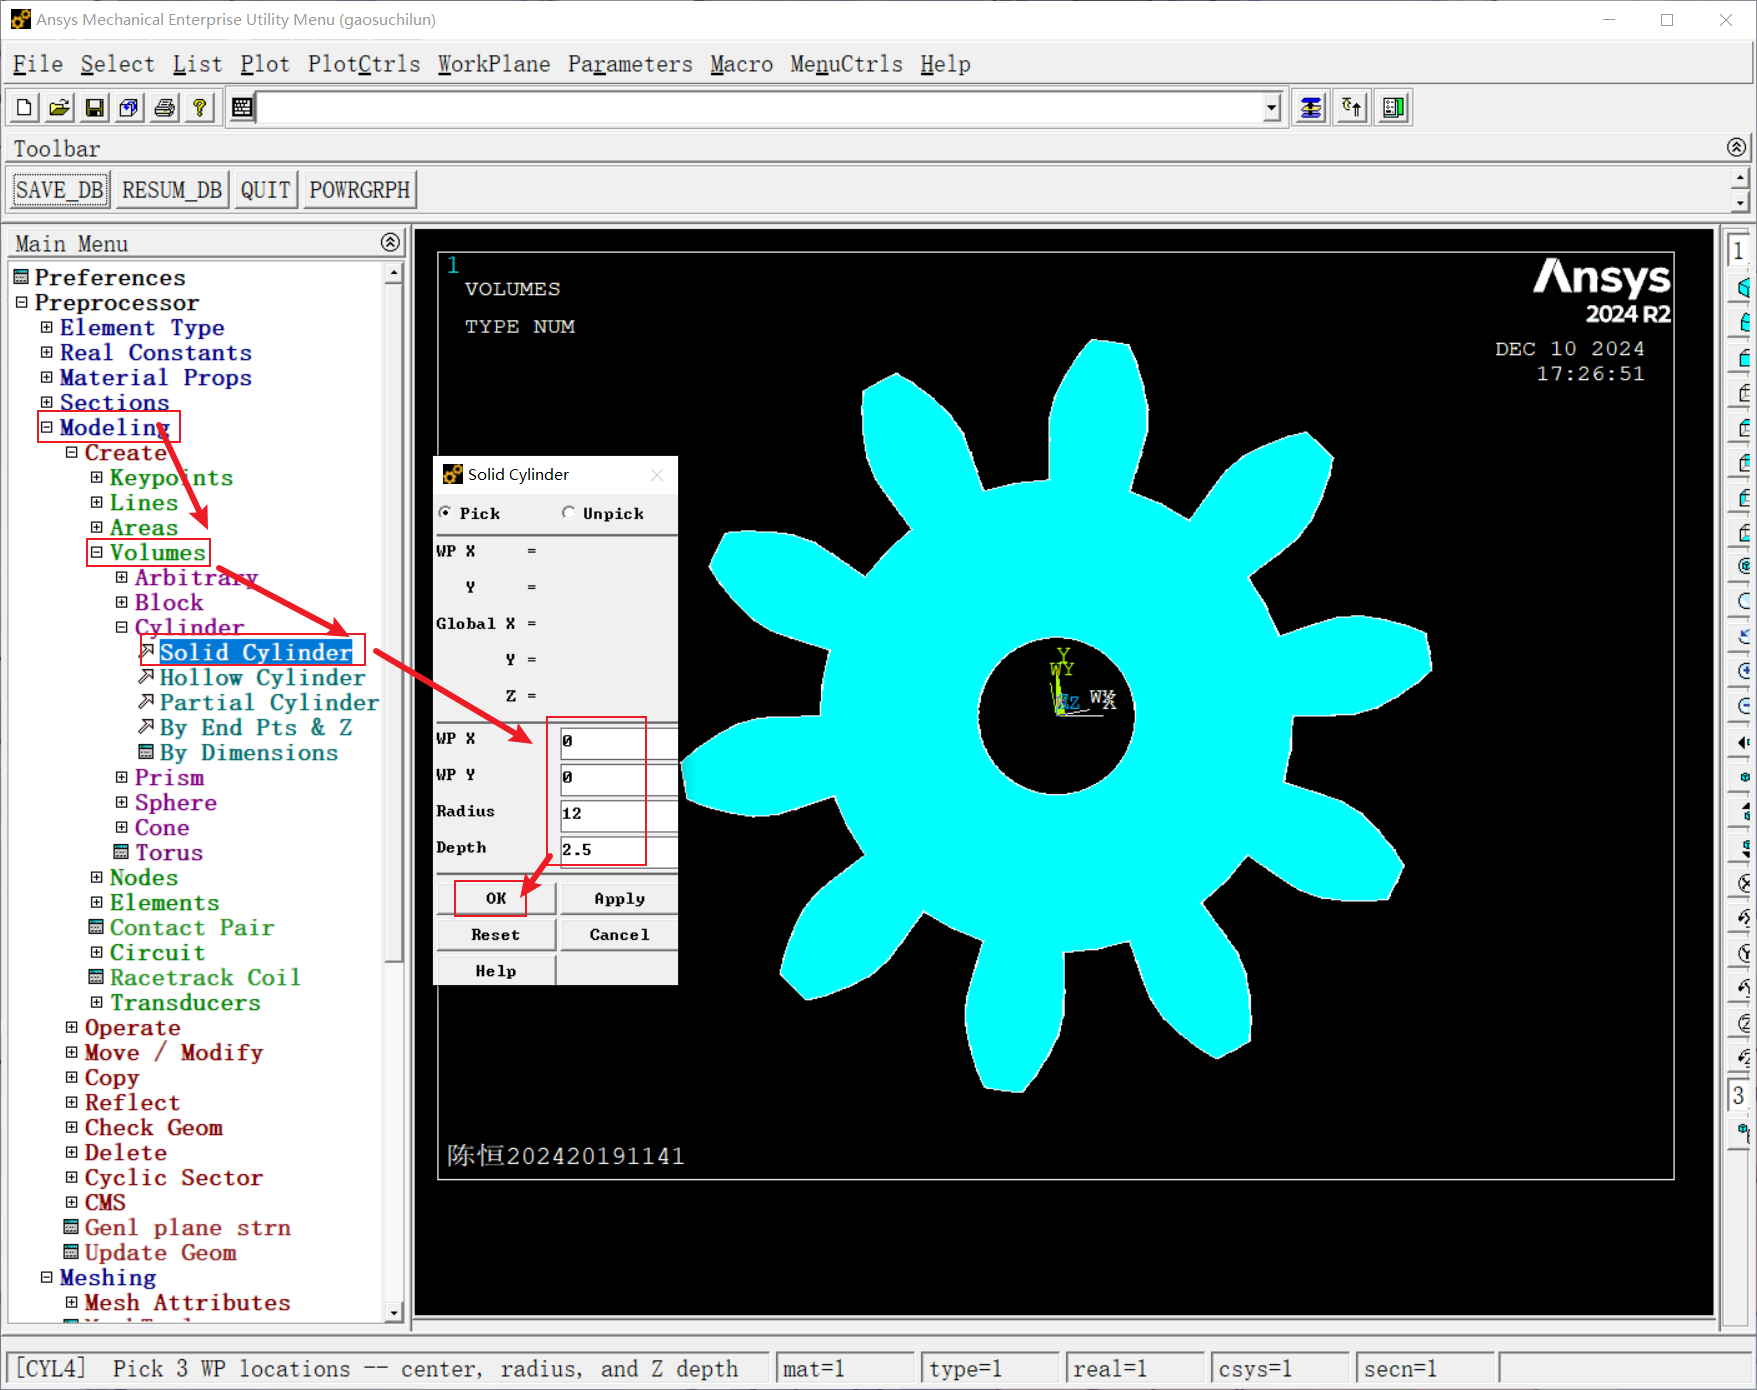 Ansys Mechanical Enterprise Utility Menu (gaosuchilun)
File Select List Plot PlotCtrls WorkPlane Parameters Macro MenuCtrls Help
Toolbar
SAVE_DB RESUM_DB QUIT POWRGRPH
Main Menu
Preferences
Preprocessor
Element Type
Real Constants
Material Props
Sections
Modeling
Create
Keypoints
Lines
Areas
Volumes
Arbitrary
Block
Cylinder
Solid Cylinder
Hollow Cylinder
Partial Cylinder
By End Pts & Z
By Dimensions
Prism
Sphere
Cone
Torus
Nodes
Elements
Contact Pair
Circuit
Racetrack Coil
Transducers
Operate
Move / Modify
Copy
Reflect
Check Geom
Delete
Cyclic Sector
CMS
Genl plane strn
Update Geom
Meshing
Mesh Attributes
1
VOLUMES
TYPE NUM
Ansys
2024 R2
DEC 10 2024
17:26:51
Solid Cylinder
Pick Unpick
WP X =
Y =
Global X =
Y =
Z =
WP X 0
WP Y 0
Radius 12
Depth 2.5
OK Apply
Reset Cancel
Help
Y
WY
WX
X
Z
陈恒202420191141
1
3
[CYL4] Pick 3 WP locations -- center, radius, and Z depth mat=1 type=1 real=1 csys=1 secn=1